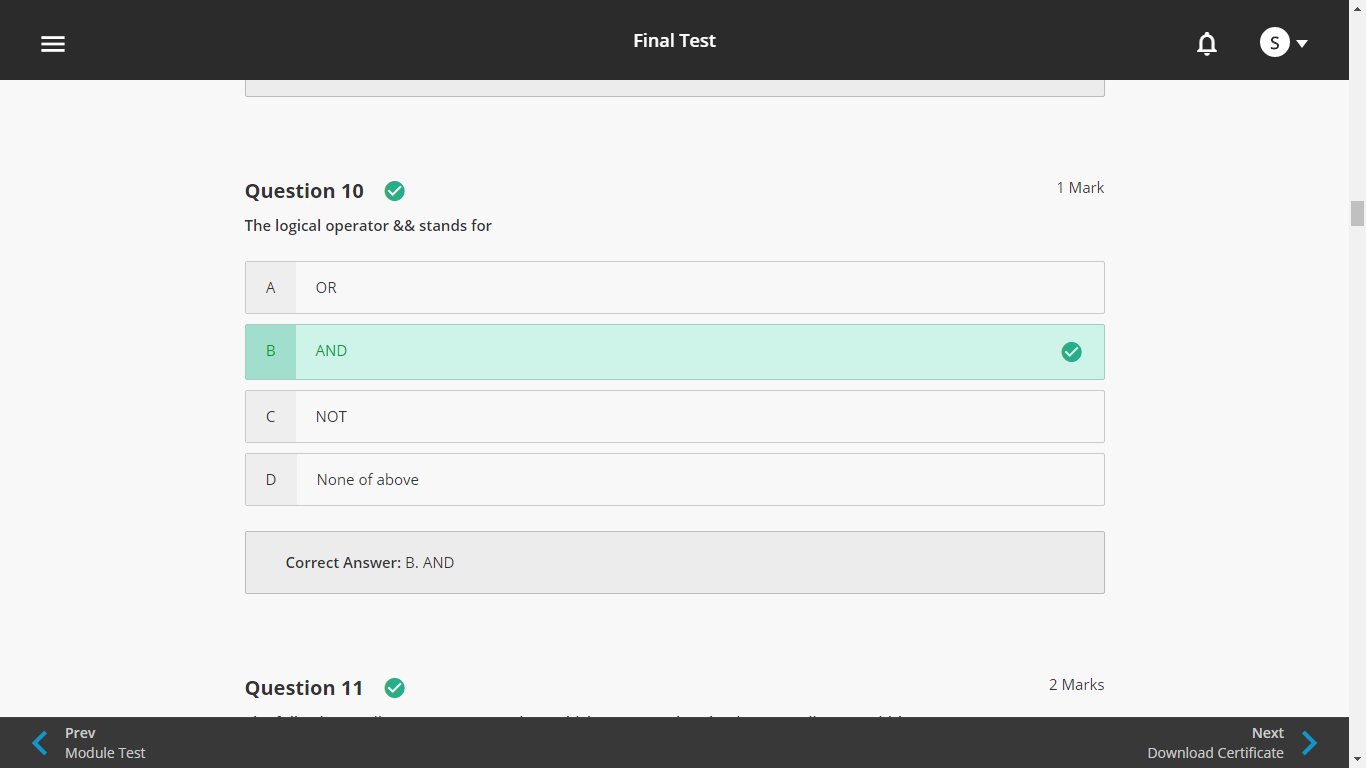 Final Test
S
Question 10
1 Mark
The logical operator && stands for
A OR
B AND
C NOT
D None of above
Correct Answer: B. AND
Question 11
2 Marks
Prev
Module Test
Next
Download Certificate